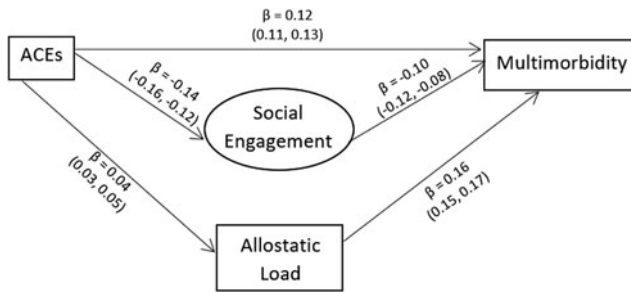 β = 0.12
(0.11, 0.13)
ACEs
Multimorbidity
β = -0.14
(-0.16, -0.12)
β = -0.10
(-0.12, -0.08)
Social
Engagement
β = 0.04
(0.03, 0.05)
β = 0.16
(0.15, 0.17)
Allostatic
Load